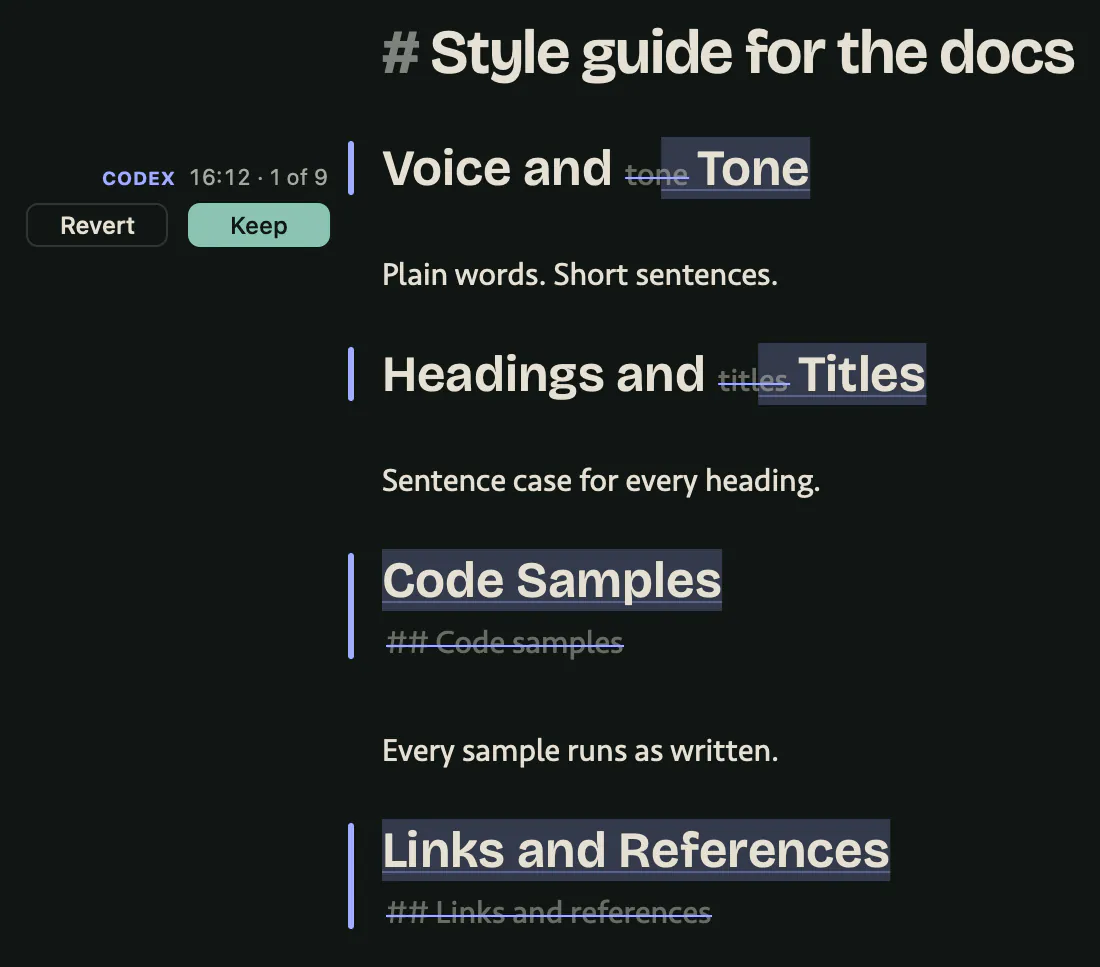 # Style guide for the docs
CODEX 16:12 · 1 of 9
Revert Keep
Voice and tone Tone
Plain words. Short sentences.
Headings and titles Titles
Sentence case for every heading.
Code Samples
## Code samples
Every sample runs as written.
Links and References
## Links and references